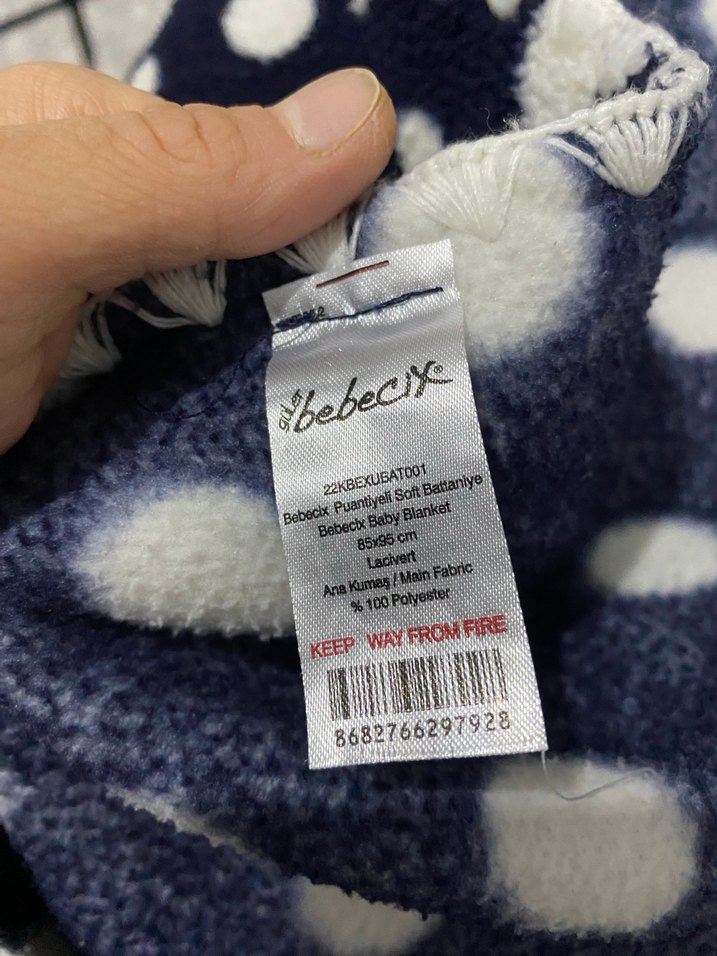 bebecix®
22KBEXUBAT001
Bebecix Puantiyeli Soft Battaniye
Bebecix Baby Blanket
85x95 cm
Lacivert
Ana Kumaş / Main Fabric
% 100 Polyester
KEEP WAY FROM FIRE
8682766297928